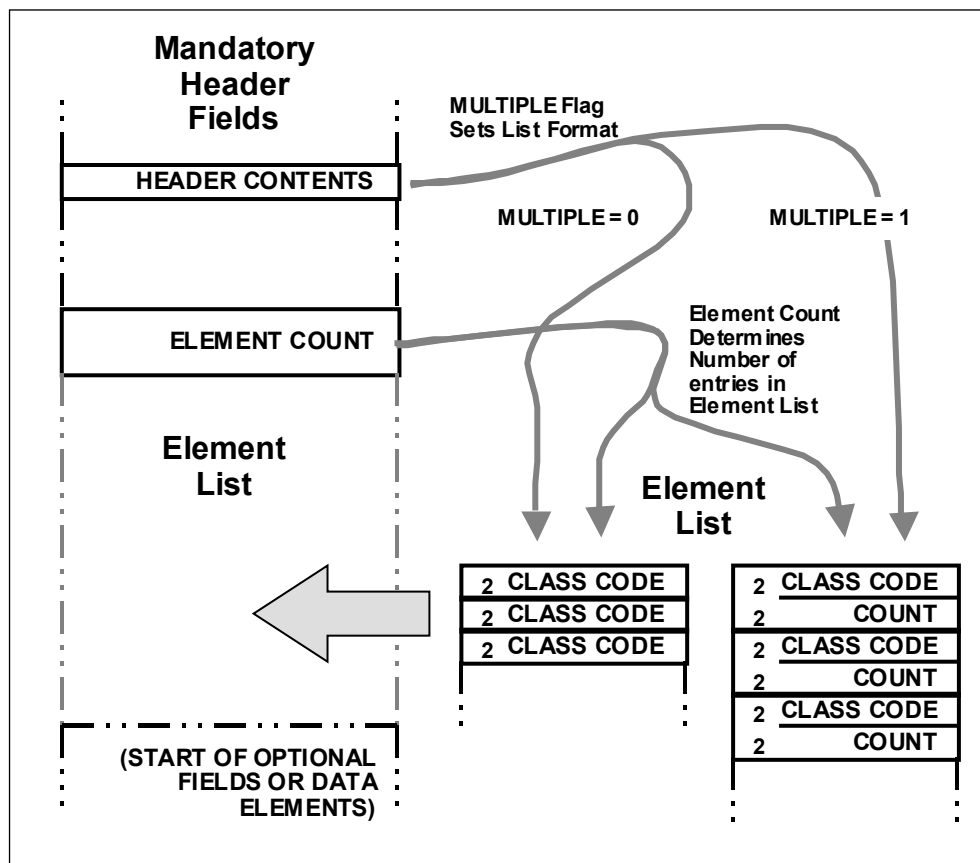 Mandatory
Header
Fields
MULTIPLE Flag
Sets List Format
HEADER CONTENTS
MULTIPLE = 0
MULTIPLE = 1
ELEMENT COUNT
Element Count
Determines
Number of
entries in
Element List
Element
List
Element
List
2 CLASS CODE
2 CLASS CODE
2 CLASS CODE
2 CLASS CODE
2 COUNT
2 CLASS CODE
2 COUNT
2 CLASS CODE
2 COUNT
(START OF OPTIONAL
FIELDS OR DATA
ELEMENTS)